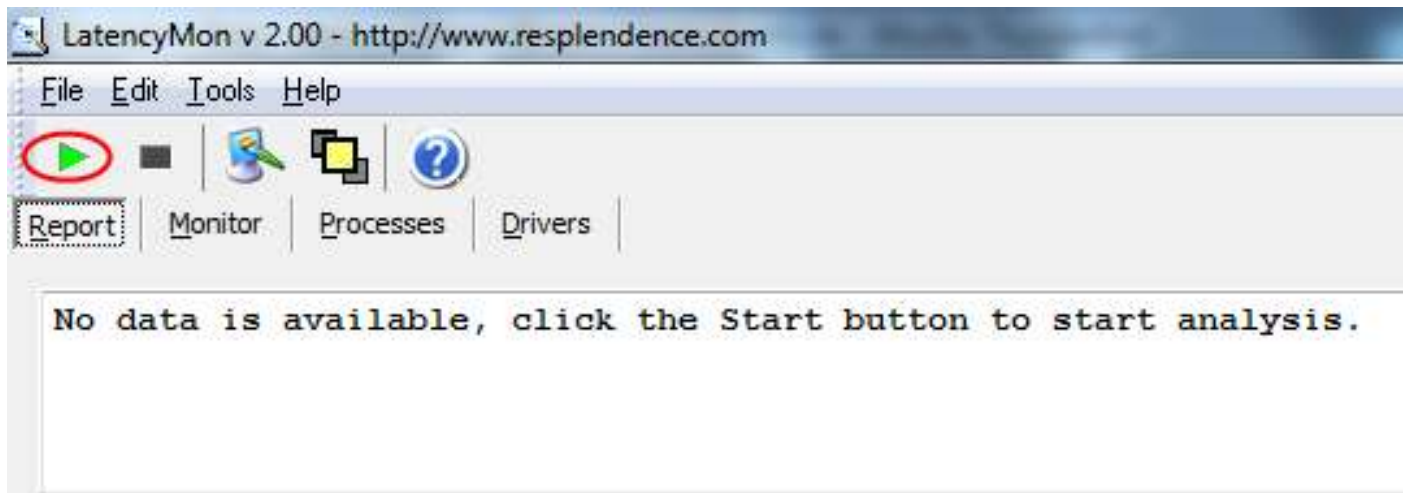 LatencyMon v 2.00 - http://www.resplendence.com
File Edit Tools Help
?
Report Monitor Processes Drivers
No data is available, click the Start button to start analysis.